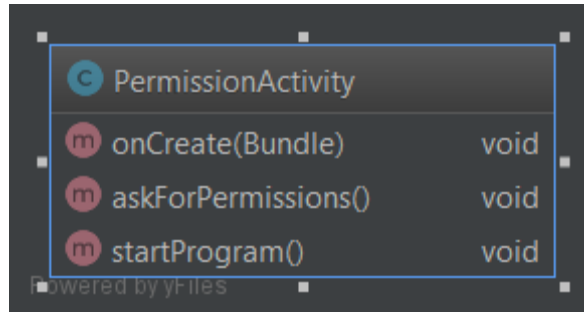 C PermissionActivity
m onCreate(Bundle) void
m askForPermissions() void
m startProgram() void
Powered by yFiles